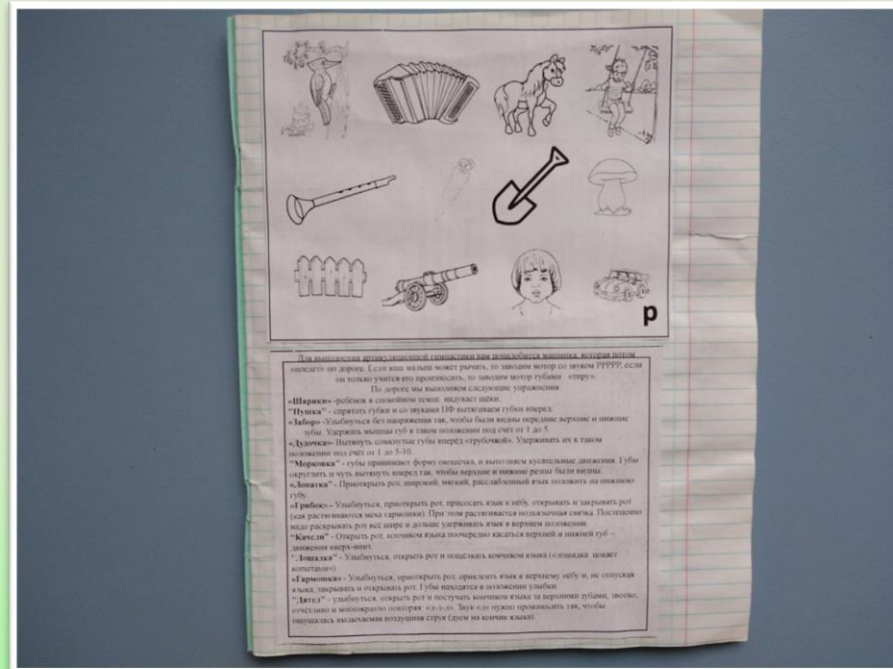 р
Для выполнения артикуляционной гимнастики вам понадобится машинка, которая потом
«поедет» по дороге. Если ваш малыш может рычать, то заводим мотор со звуком РРРРР, если
он только учится его произносить, то заводим мотор губами «тпру».
По дороге мы выполняем следующие упражнения:
«Шарики» -ребёнок в спокойном темпе надувает щёки.
"Пушка" - спрятать губки и со звуками ПФ вытягиваем губки вперед.
«Забор» -Улыбнуться без напряжения так, чтобы были видны передние верхние и нижние
зубы. Удержать мышцы губ в таком положении под счёт от 1 до 5.
«Дудочка»- Вытянуть сомкнутые губы вперёд «трубочкой». Удерживать их в таком
положении под счёт от 1 до 5-10.
"Морковка" - губы принимают форму овощечка, и выполняем кусательные движения. Губы
округлить и чуть вытянуть вперед так, чтобы верхние и нижние резцы были видны.
«Лопатка» - Приоткрыть рот, широкий, мягкий, расслабленный язык положить на нижнюю
губу.
«Грибок»- Улыбнуться, приоткрыть рот, присосать язык к нёбу, открывать и закрывать рот
(как растягиваются меха гармошки). При этом растягивается подъязычная связка. Постепенно
надо раскрывать рот всё шире и дольше удерживать язык в верхнем положении.
"Качели" - Открыть рот, кончиком языка поочередно касаться верхней и нижней губ –
движения вверх-вниз.
"Лошадка" - Улыбнуться, открыть рот и пощёлкать кончиком языка («лошадка цокает
копытами»)
«Гармошка» - Улыбнуться, приоткрыть рот, приклеить язык к верхнему нёбу и, не отпуская
языка, закрывать и открывать рот. Губы находятся в положении улыбки.
"Дятел" - улыбнуться, открыть рот и постучать кончиком языка за верхними зубами, звонко,
отчётливо и многократно повторяя «д-д-д». Звук «д» нужно произносить так, чтобы
ощущалась выдыхаемая воздушная струя (дуем на кончик языка).